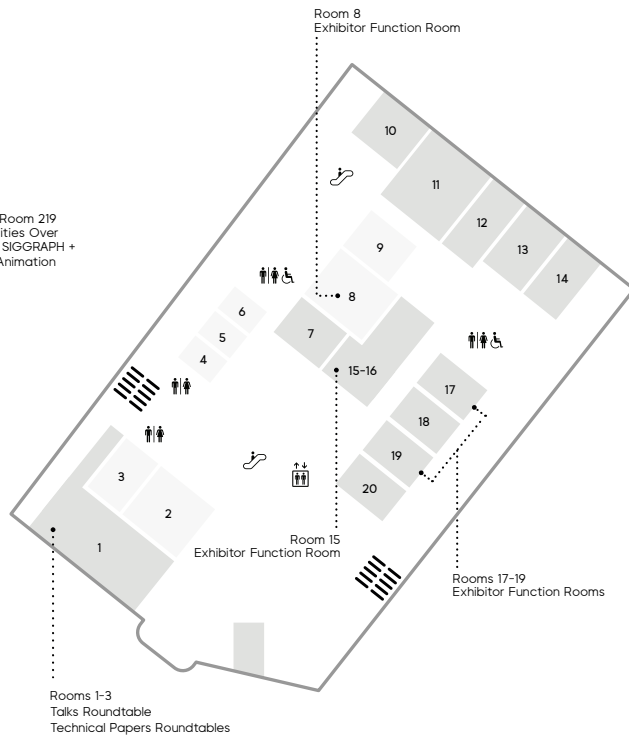 Room 8
Exhibitor Function Room
10
11
12
13
14
9
8
Room 219
ities Over
SIGGRAPH +
Animation
6
5
4
7
15-16
17
18
19
20
3
2
1
Room 15
Exhibitor Function Room
Rooms 17-19
Exhibitor Function Rooms
Rooms 1-3
Talks Roundtable
Technical Papers Roundtables